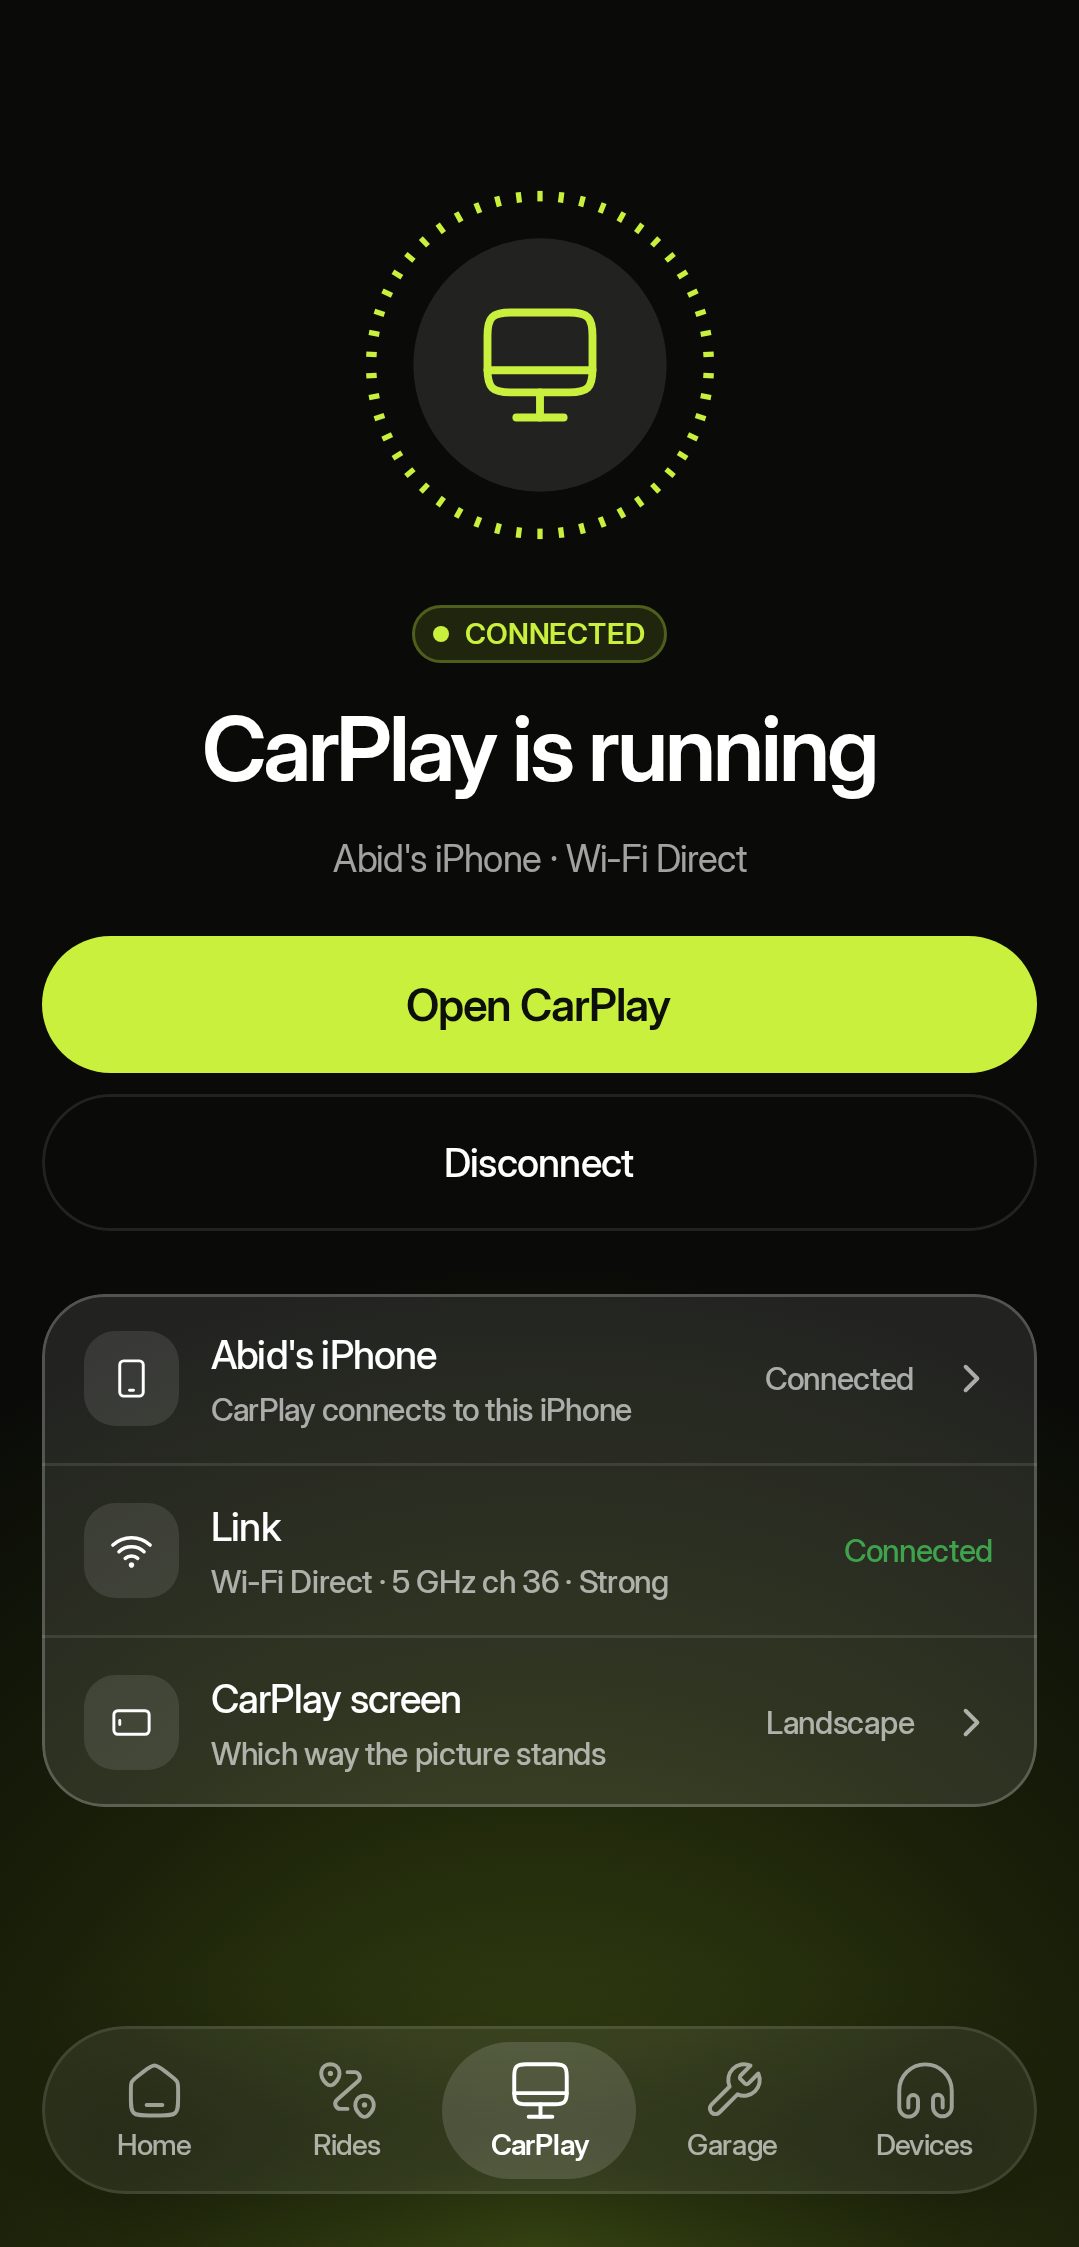 CONNECTED
CarPlay is running
Abid's iPhone · Wi-Fi Direct
Open CarPlay
Disconnect
Abid's iPhone
CarPlay connects to this iPhone
Connected
Link
Wi-Fi Direct · 5 GHz ch 36 · Strong
Connected
CarPlay screen
Which way the picture stands
Landscape
Home
Rides
CarPlay
Garage
Devices